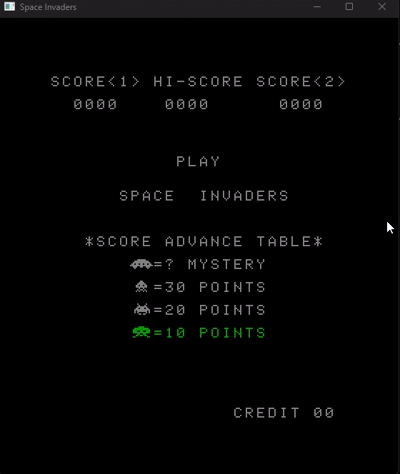 Space Invaders
SCORE<1> HI-SCORE SCORE<2>
0000 0000 0000
PLAY
SPACE INVADERS
*SCORE ADVANCE TABLE*
=? MYSTERY
=30 POINTS
=20 POINTS
=10 POINTS
CREDIT 00